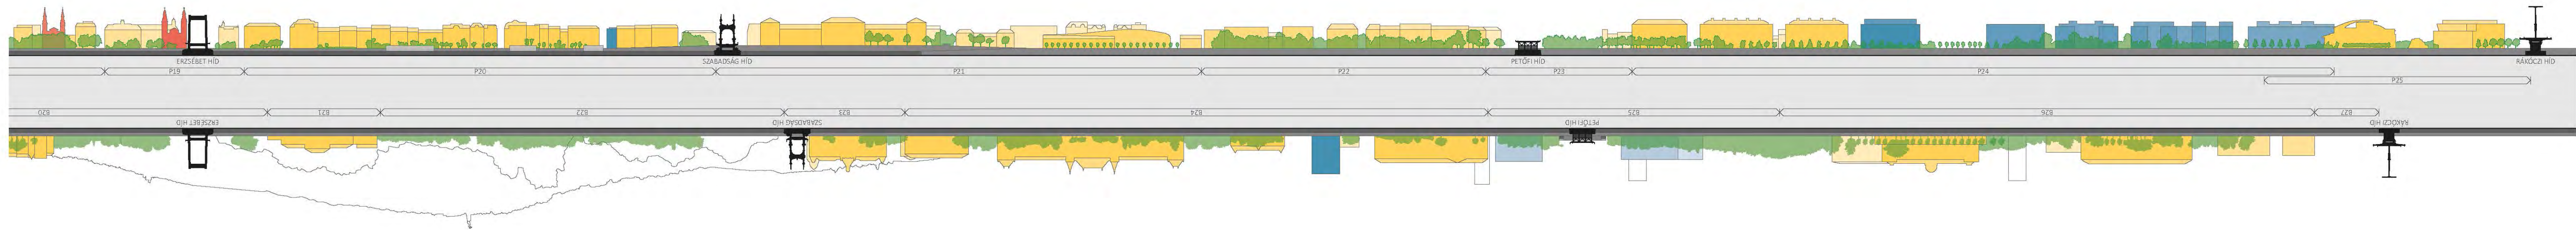 ERZSÉBET HÍD
SZABADSÁG HÍD
PETŐFI HÍD
RÁKÓCZI HÍD
P19
P20
P21
P22
P23
P24
P25
B20
B21
B22
B23
B24
B25
B26
B27
ERZSÉBET HÍD
SZABADSÁG HÍD
PETŐFI HÍD
RÁKÓCZI HÍD